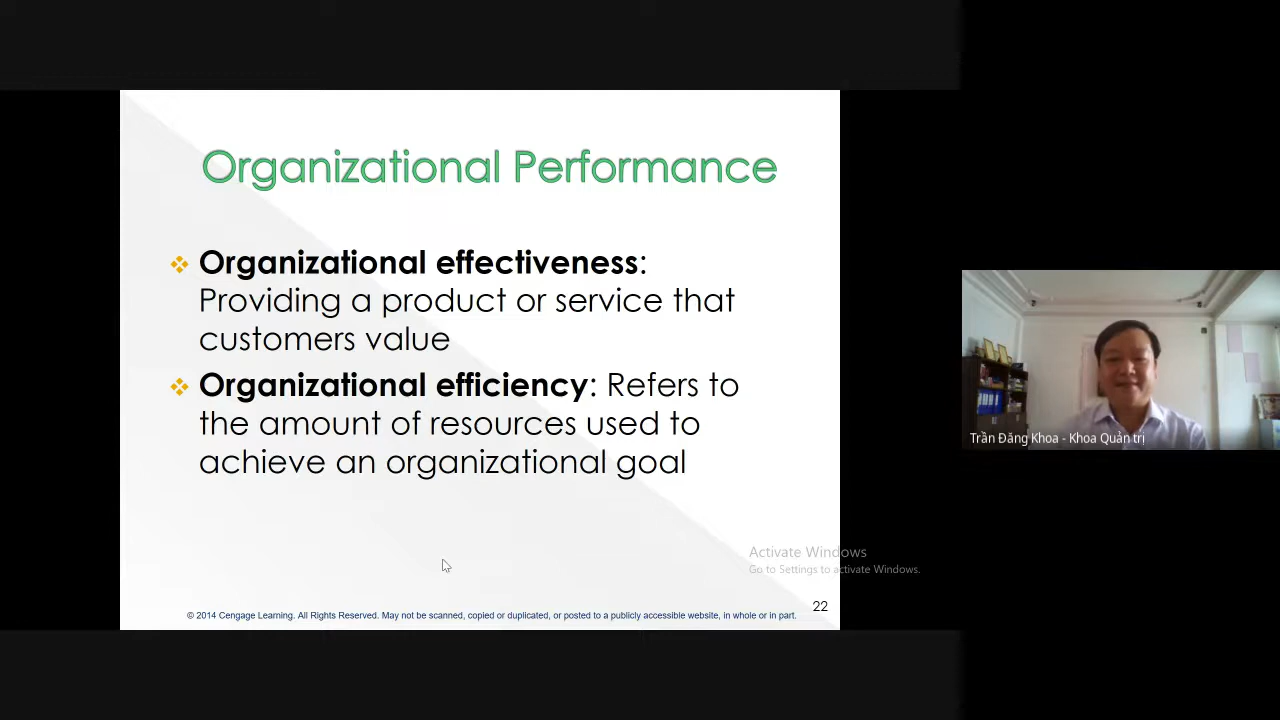 Organizational Performance
❖ Organizational effectiveness:
Providing a product or service that
customers value
❖ Organizational efficiency: Refers to
the amount of resources used to
achieve an organizational goal
Trần Đăng Khoa - Khoa Quản trị
Activate Windows
Go to Settings to activate Windows.
22
© 2014 Cengage Learning. All Rights Reserved. May not be scanned, copied or duplicated, or posted to a publicly accessible website, in whole or in part.